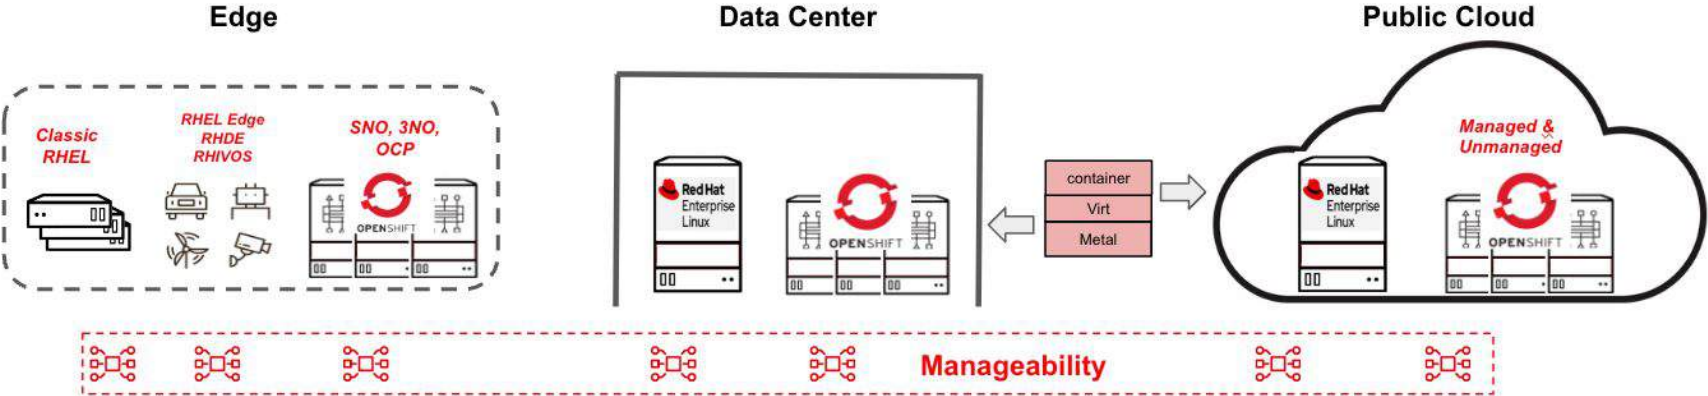 Edge
Data Center
Public Cloud
Classic
RHEL
RHEL Edge
RHDE
RHIVOS
SNO, 3NO,
OCP
OPENSHIFT
Red Hat
Enterprise
Linux
OPENSHIFT
container
Virt
Metal
Managed &
Unmanaged
Red Hat
Enterprise
Linux
OPENSHIFT
Manageability